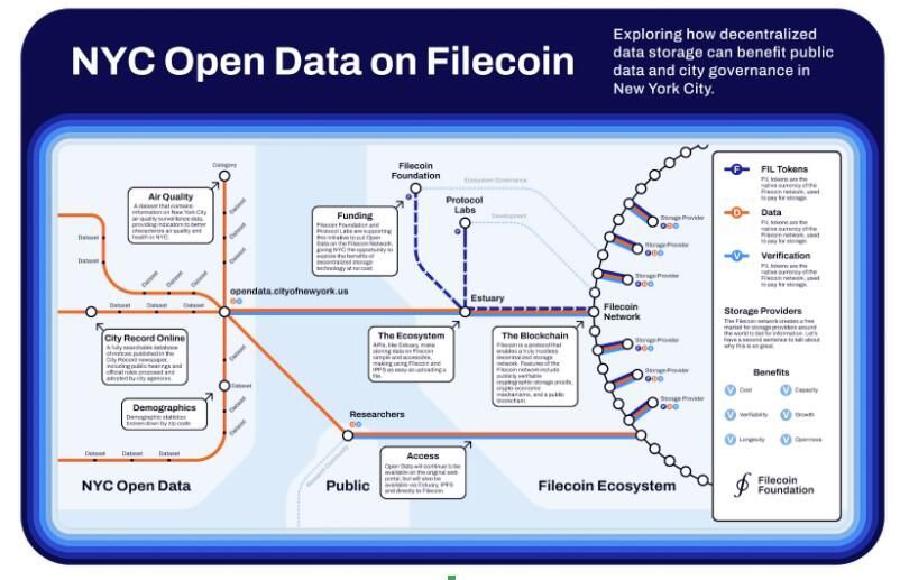 NYC Open Data on Filecoin
Exploring how decentralized
data storage can benefit public
data and city governance in
New York City.
Category
Air Quality
A dataset that contains
information on New York City
air quality surveillance data,
providing indicators to better
characterize air quality and
health in NYC.
Dataset
Dataset
Dataset
Dataset
Dataset
Dataset
Dataset
Dataset
Dataset
Dataset
Dataset
opendata.cityofnewyork.us
City Record Online
A fully searchable database
of notices published in the
City Record newspaper,
including public hearings and
official rules proposed and
adopted by city agencies.
Dataset
Dataset
Dataset
Demographics
Demographic statistics
broken down by zip code.
Dataset
Dataset
Dataset
Dataset
NYC Open Data
Filecoin
Foundation
Ecosystem Governance
Protocol
Labs
Development
Funding
Filecoin Foundation and
Protocol Labs are supporting
this initiative to put Open
Data on the Filecoin Network,
giving NYC the opportunity to
explore the benefits of
decentralized storage
technology at no cost.
Estuary
The Ecosystem
APIs, like Estuary, make
storing data on Filecoin
simple and accessible,
making using Filecoin and
IPFS as easy as uploading a
file.
The Blockchain
Filecoin is a protocol that
enables a truly trustless
decentralized storage
network. Features of the
Filecoin network include
publicly verifiable
cryptographic storage proofs,
crypto-economic
mechanisms, and a public
blockchain.
Filecoin
Network
Storage Provider
Storage Provider
Storage Provider
Storage Provider
Storage Provider
Storage Provider
Researchers
Access
Open Data will continue to be
available on the original web
portal, but will also be
available via Estuary, IPFS
and directly to Filecoin.
Public
Filecoin Ecosystem
F
FIL Tokens
FIL tokens are the
native currency of the
Filecoin network, used
to pay for storage.
D
Data
FIL tokens are the
native currency of the
Filecoin network, used
to pay for storage.
V
Verification
FIL tokens are the
native currency of the
Filecoin network, used
to pay for storage.
Storage Providers
The Filecoin network creates a free
market for storage providers around
the world to bid for information. Let's
have a second sentence to talk about
why this is so great.
Benefits
V Cost
V Capacity
V Verifiability
V Growth
V Longevity
V Openness
Filecoin
Foundation